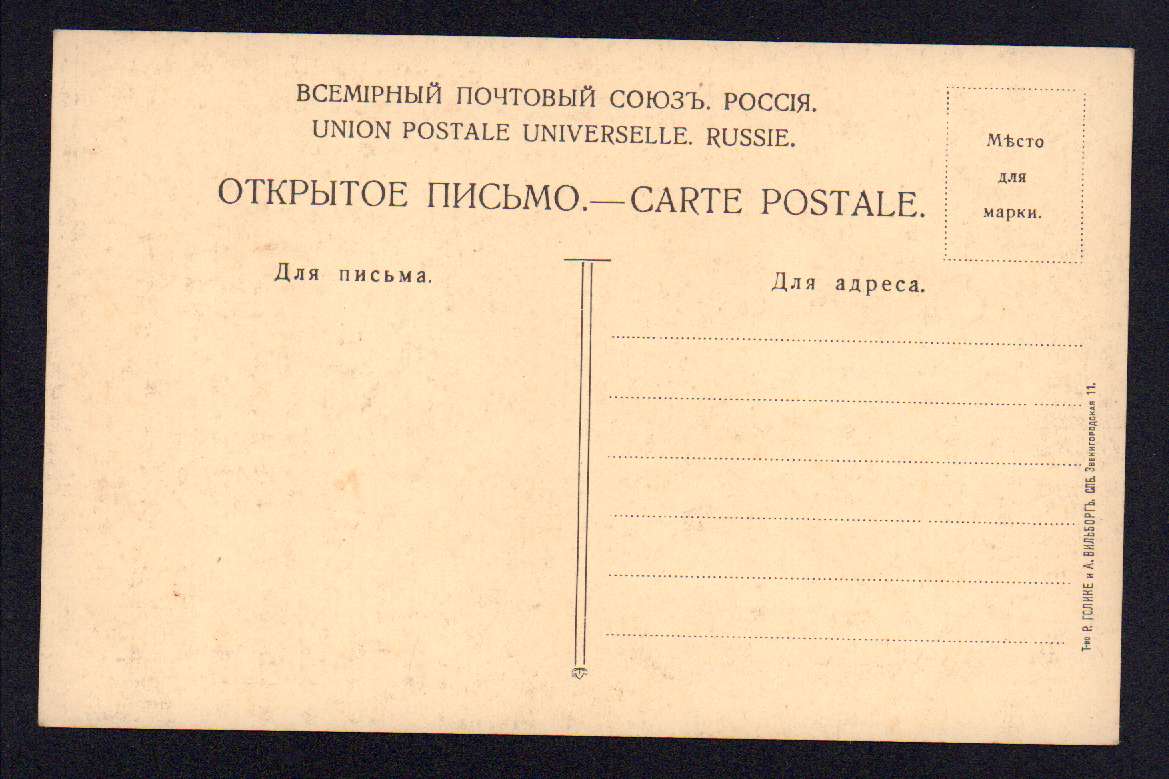 ВСЕМІРНЫЙ ПОЧТОВЫЙ СОЮЗЪ. РОССІЯ.
UNION POSTALE UNIVERSELLE. RUSSIE.
ОТКРЫТОЕ ПИСЬМО.—CARTE POSTALE.
Мѣсто
для
марки.
Для письма.
Для адреса.
Т-во Р. ГОЛИКЕ и А. ВИЛЬБОРГЪ. СПБ. Звенигородская 11.